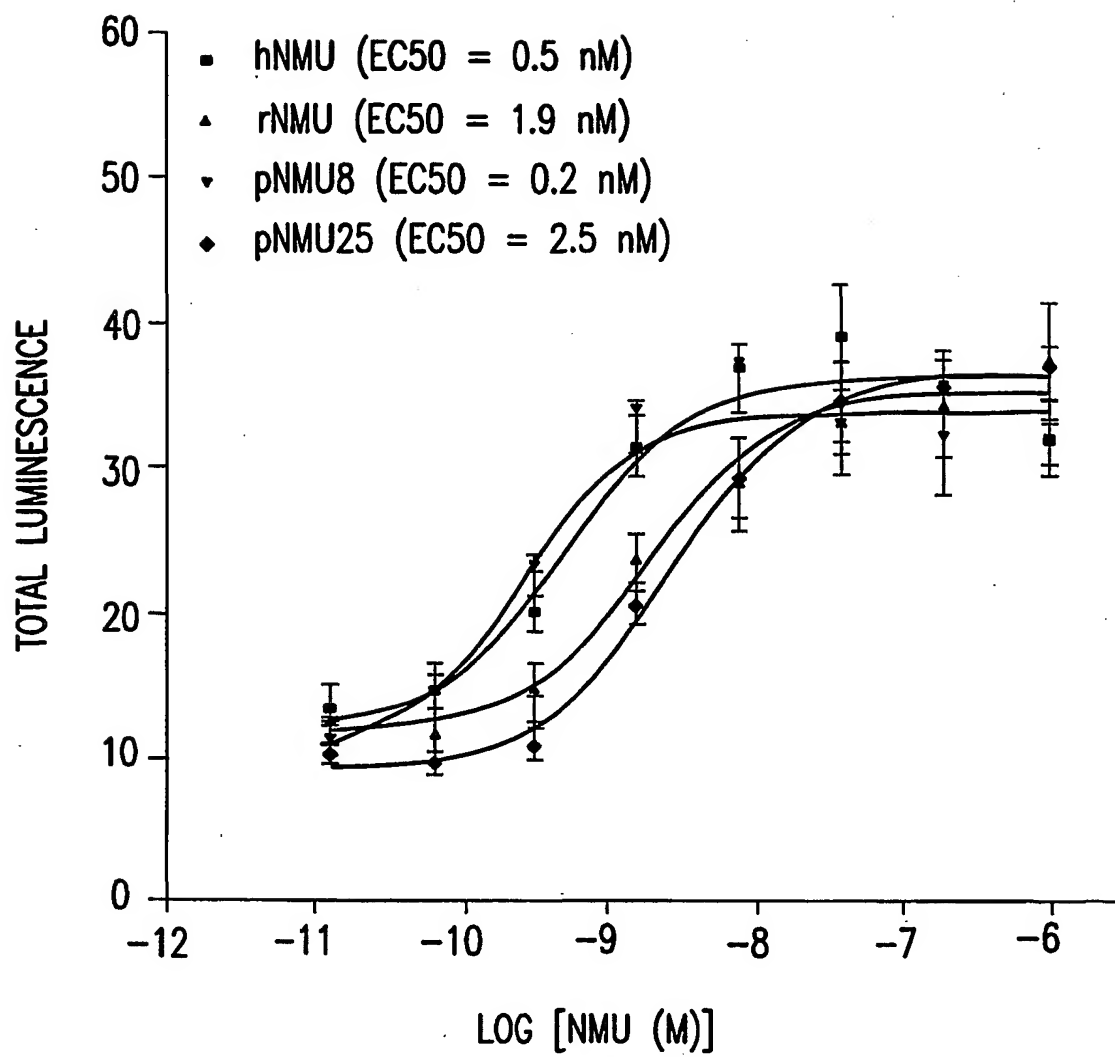 60
50
40
30
20
10
0
TOTAL LUMINESCENCE
hNMU (EC50 = 0.5 nM)
rNMU (EC50 = 1.9 nM)
pNMU8 (EC50 = 0.2 nM)
pNMU25 (EC50 = 2.5 nM)
-12 -11 -10 -9 -8 -7 -6
LOG [NMU (M)]